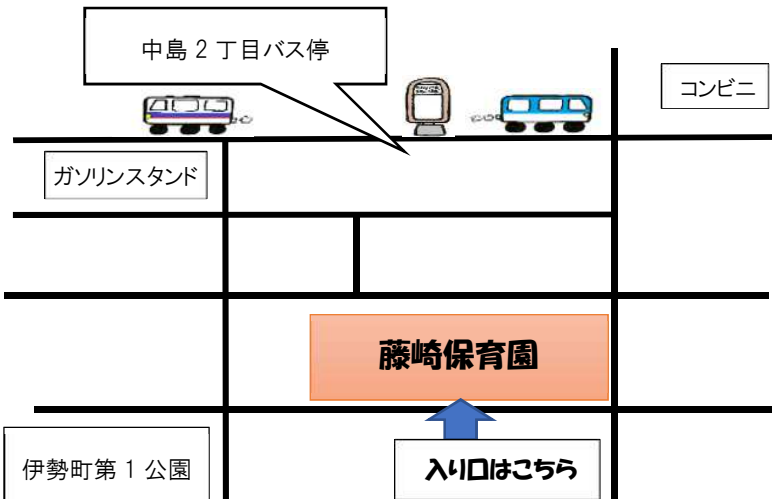 中島２丁目バス停
コンビニ
ガソリンスタンド
藤崎保育園
伊勢町第１公園
入り口はこちら